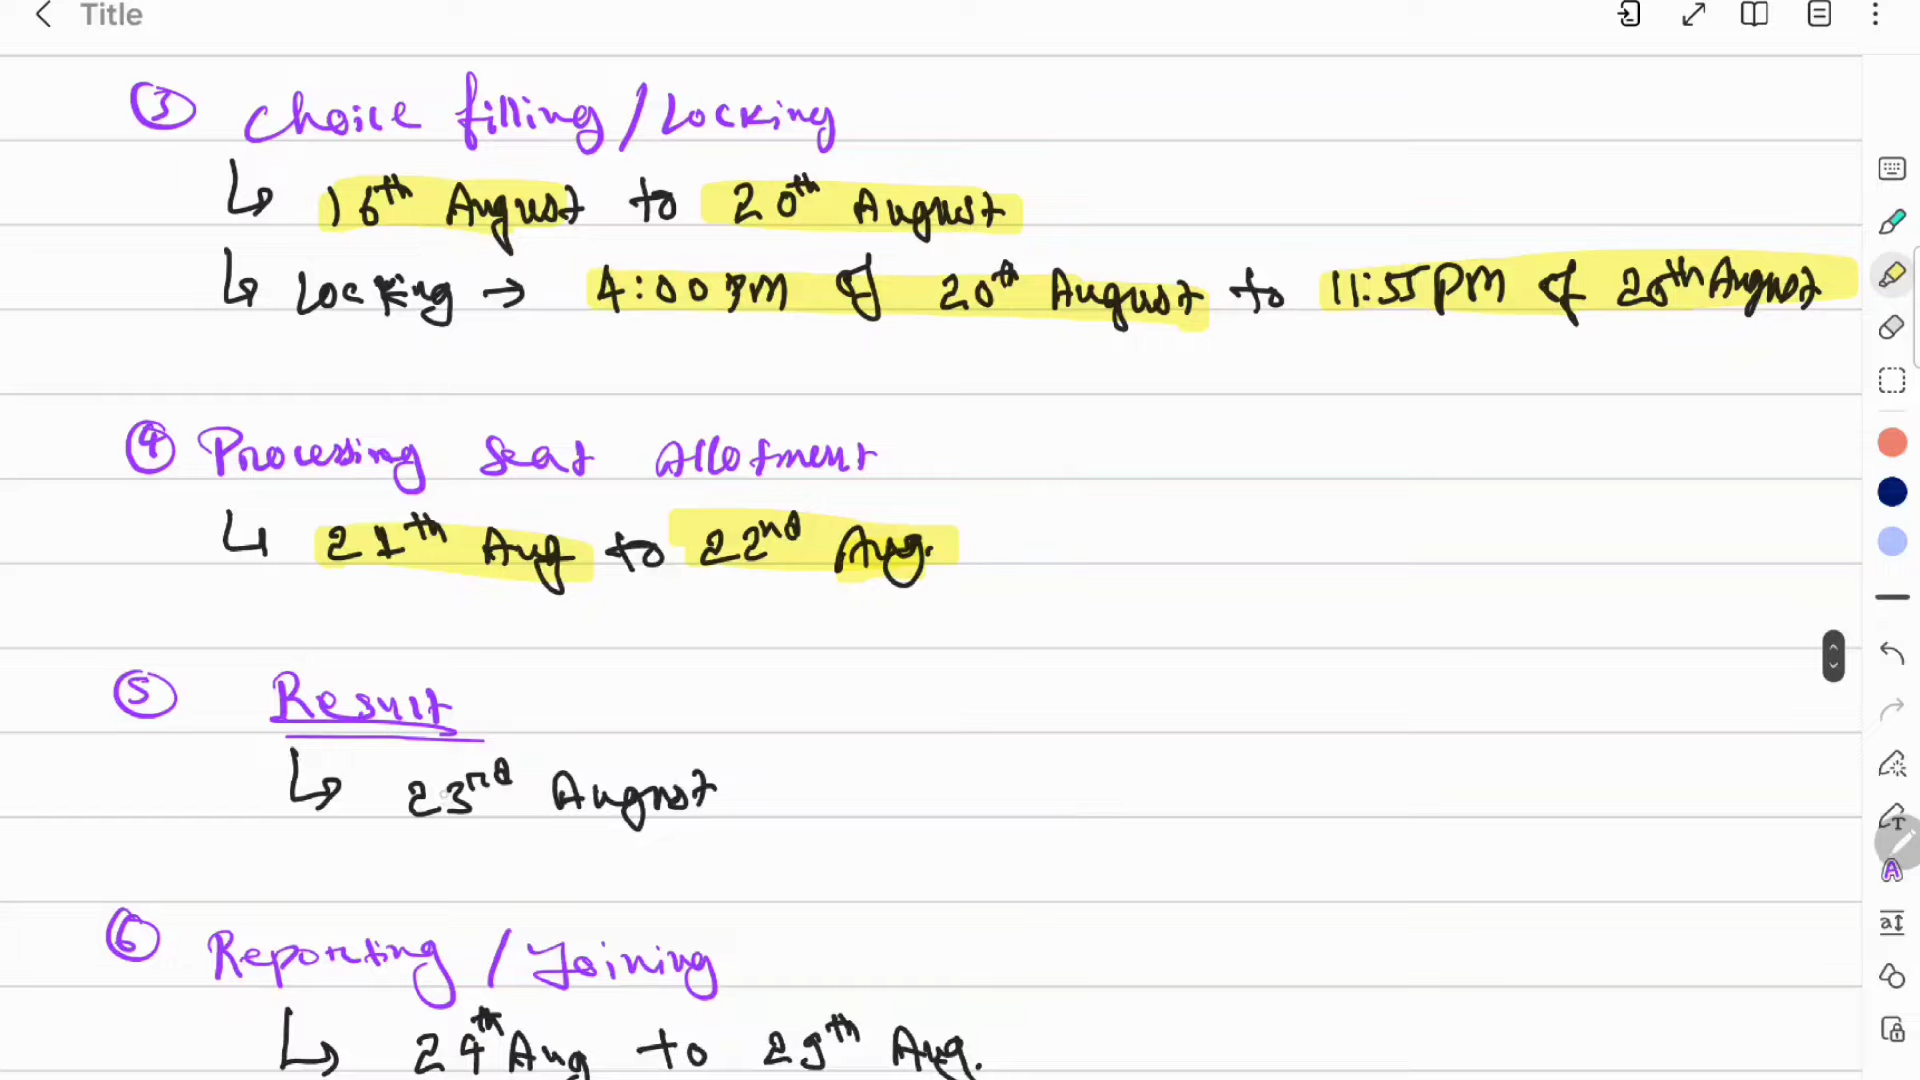 Title
③ Choice filling/Locking
↳ 16th August to 20th August
↳ Locking → 4:00 PM of 20th August to 11:55 PM of 20th August
④ Processing Seat Allotment
↳ 21th Aug to 22nd Aug.
⑤ Result
↳ 23rd August
⑥ Reporting / Joining
↳ 24th Aug to 29th Aug.